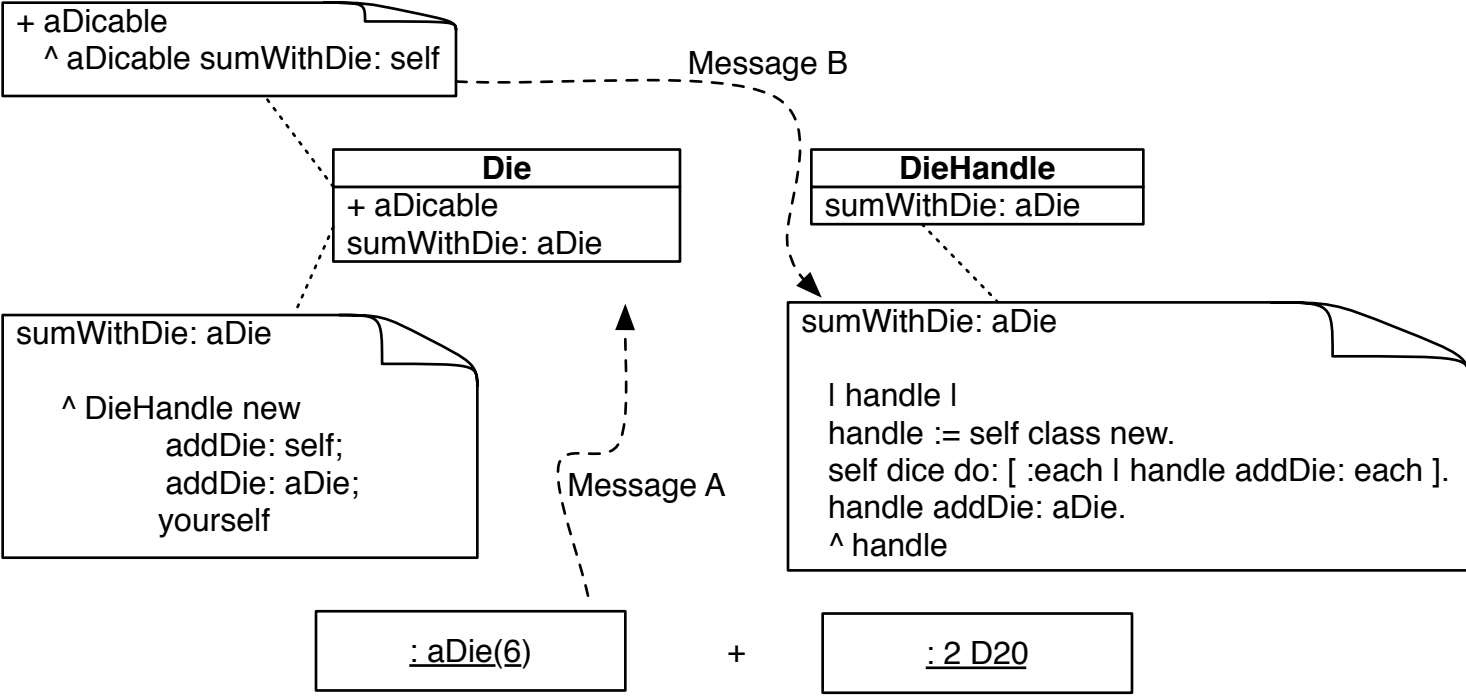 + aDicable
^ aDicable sumWithDie: self
Message B
Die
+ aDicable
sumWithDie: aDie
DieHandle
sumWithDie: aDie
sumWithDie: aDie
^ DieHandle new
addDie: self;
addDie: aDie;
yourself
Message A
sumWithDie: aDie
| handle |
handle := self class new.
self dice do: [ :each | handle addDie: each ].
handle addDie: aDie.
^ handle
: aDie(6)
+
: 2 D20